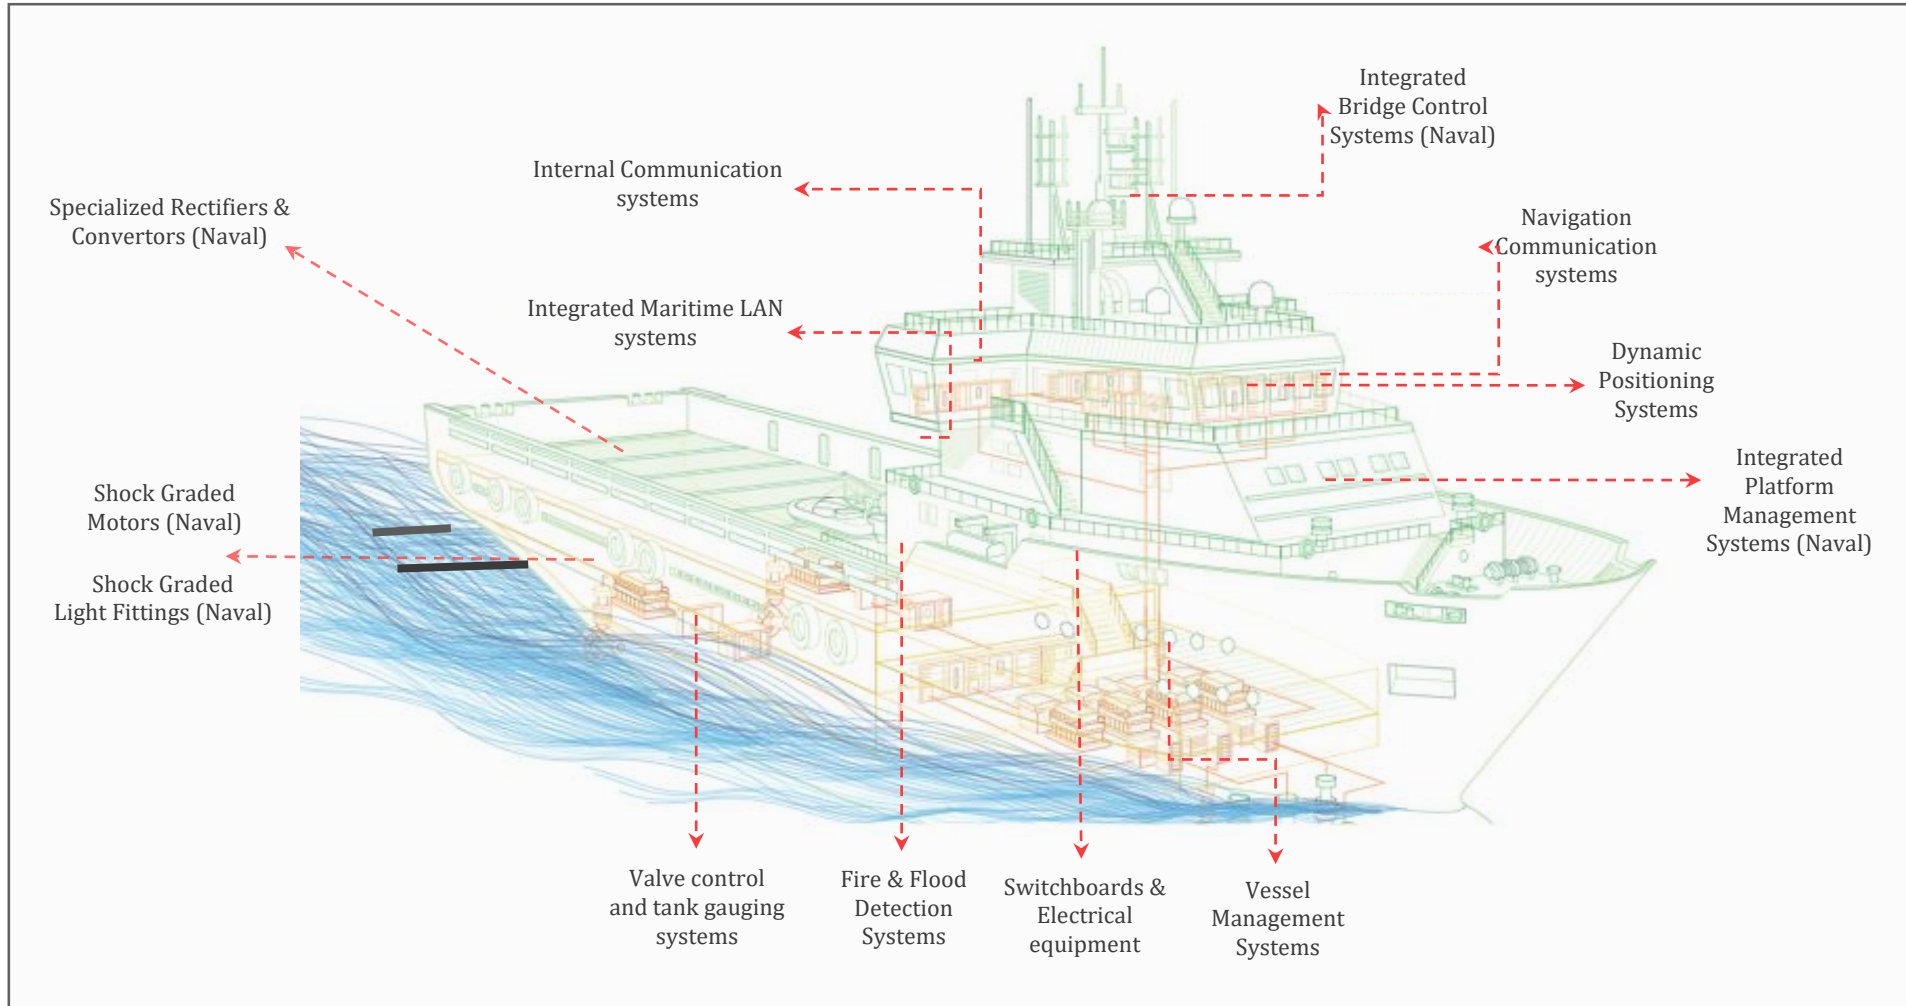 Integrated
Bridge Control
Systems (Naval)
Internal Communication
systems
Specialized Rectifiers &
Convertors (Naval)
Navigation
Communication
systems
Integrated Maritime LAN
systems
Dynamic
Positioning
Systems
Integrated
Platform
Management
Systems (Naval)
Shock Graded
Motors (Naval)
Shock Graded
Light Fittings (Naval)
Valve control
and tank gauging
systems
Fire & Flood
Detection
Systems
Switchboards &
Electrical
equipment
Vessel
Management
Systems